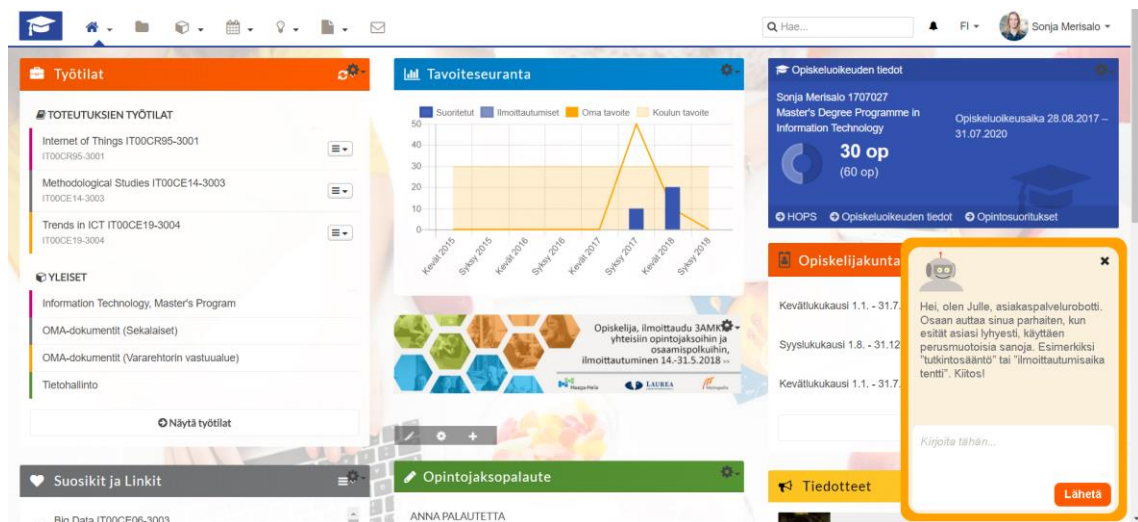 Hae...
FI
Sonja Merisalo
Työtilat
TOTEUTUKSIEN TYÖTILAT
Internet of Things IT00CR95-3001
IT00CR95-3001
Methodological Studies IT00CE14-3003
IT00CE14-3003
Trends in ICT IT00CE19-3004
IT00CE19-3004
YLEISET
Information Technology, Master's Program
OMA-dokumentit (Sekalaiset)
OMA-dokumentit (Vararehtorin vastuualue)
Tietohallinto
Näytä työtilat
Suosikit ja Linkit
Big Data IT00CE06-3003
Tavoiteseuranta
Suoritetut Ilmoittautumiset Oma tavoite Koulun tavoite
50
40
30
20
10
0
Kevät 2015 Syksy 2015 Kevät 2016 Syksy 2016 Kevät 2017 Syksy 2017 Kevät 2018 Syksy 2018
Opiskelija, ilmoittaudu 3AMK:n
yhteisiin opintojaksoihin ja
osaamispolkuihin,
ilmoittautuminen 14.-31.5.2018 >>
Haaga-Helia LAUREA Metropolia
Opintojaksopalaute
ANNA PALAUTETTA
Opiskeluoikeuden tiedot
Sonja Merisalo 1707027
Master's Degree Programme in
Information Technology
Opiskeluoikeusaika 28.08.2017 –
31.07.2020
30 op
(60 op)
HOPS Opiskeluoikeuden tiedot Opintosuoritukset
Opiskelijakunta
Kevätlukukausi 1.1. - 31.7.
Syyslukukausi 1.8. - 31.12
Kevätlukukausi 1.1. - 31.7.
Tiedotteet
Hei, olen Julle, asiakaspalvelurobotti.
Osaan auttaa sinua parhaiten, kun
esität asiasi lyhyesti, käyttäen
perusmuotoisia sanoja. Esimerkiksi
"tutkintosääntö" tai "ilmoittautumisaika
tentti". Kiitos!
Kirjoita tähän...
Lähetä